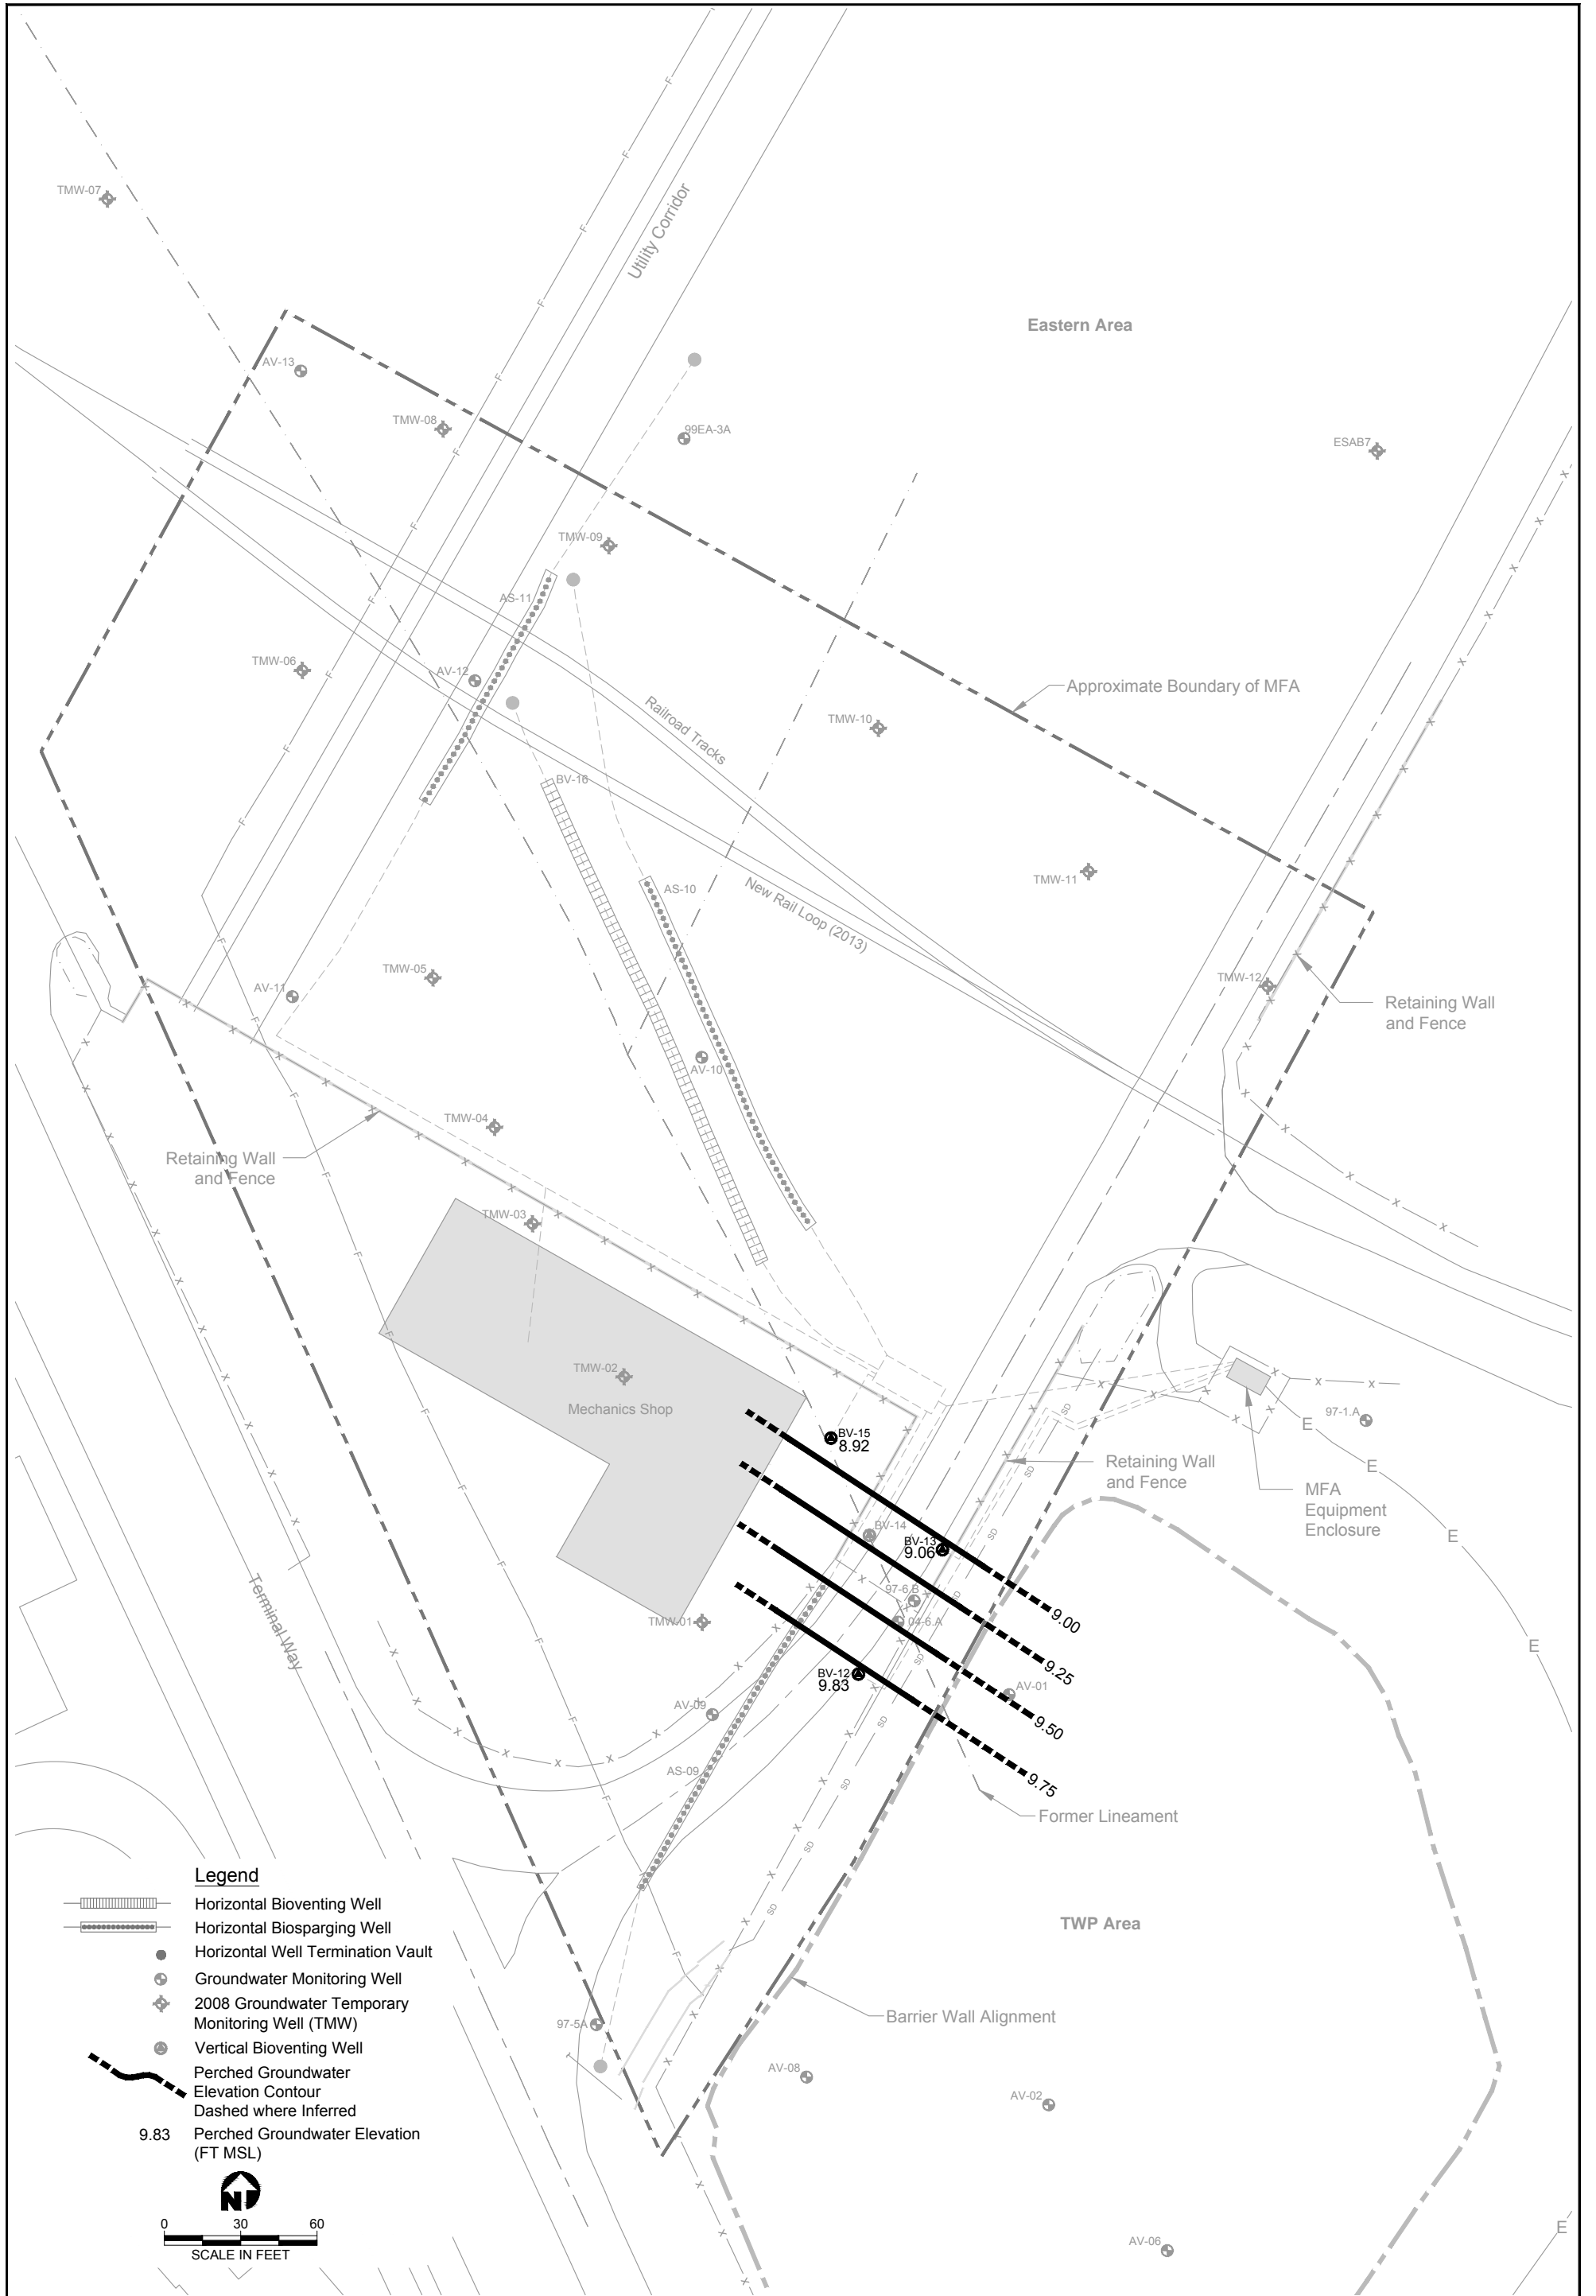 Utility Corridor
TMW-07
Eastern Area
AV-13
TMW-08
99EA-3A
ESAB7
TMW-09
AS-11
TMW-06
AV-12
Approximate Boundary of MFA
Railroad Tracks
TMW-10
BV-16
TMW-11
AS-10
New Rail Loop (2013)
TMW-05
TMW-12
AV-11
Retaining Wall
and Fence
AV-10
TMW-04
Retaining Wall
and Fence
TMW-03
TMW-02
Mechanics Shop
97-1.A
BV-15
8.92
Retaining Wall
and Fence
MFA
Equipment
Enclosure
BV-14
BV-13
9.06
97-6.B
04-6.A
TMW-01
9.00
9.25
9.50
9.75
Terminal Way
BV-12
9.83
AV-01
AV-09
AS-09
Former Lineament
Legend
Horizontal Bioventing Well
Horizontal Biosparging Well
Horizontal Well Termination Vault
Groundwater Monitoring Well
2008 Groundwater Temporary
Monitoring Well (TMW)
Vertical Bioventing Well
Perched Groundwater
Elevation Contour
Dashed where Inferred
9.83 Perched Groundwater Elevation
(FT MSL)
N
0 30 60
SCALE IN FEET
TWP Area
Barrier Wall Alignment
97-5A
AV-08
AV-02
AV-06